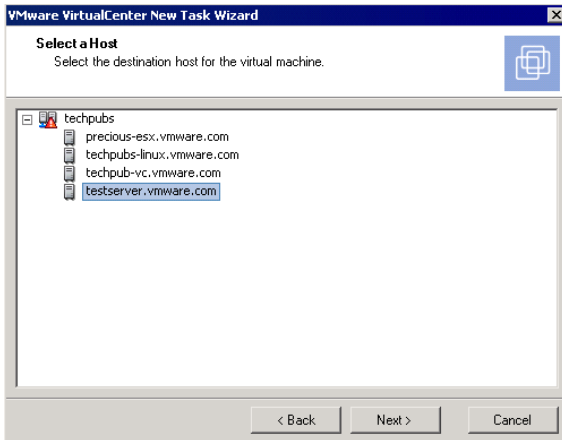 VMware VirtualCenter New Task Wizard
Select a Host
Select the destination host for the virtual machine.
techpubs
precious-esx.vmware.com
techpubs-linux.vmware.com
techpub-vc.vmware.com
testserver.vmware.com
< Back
Next >
Cancel